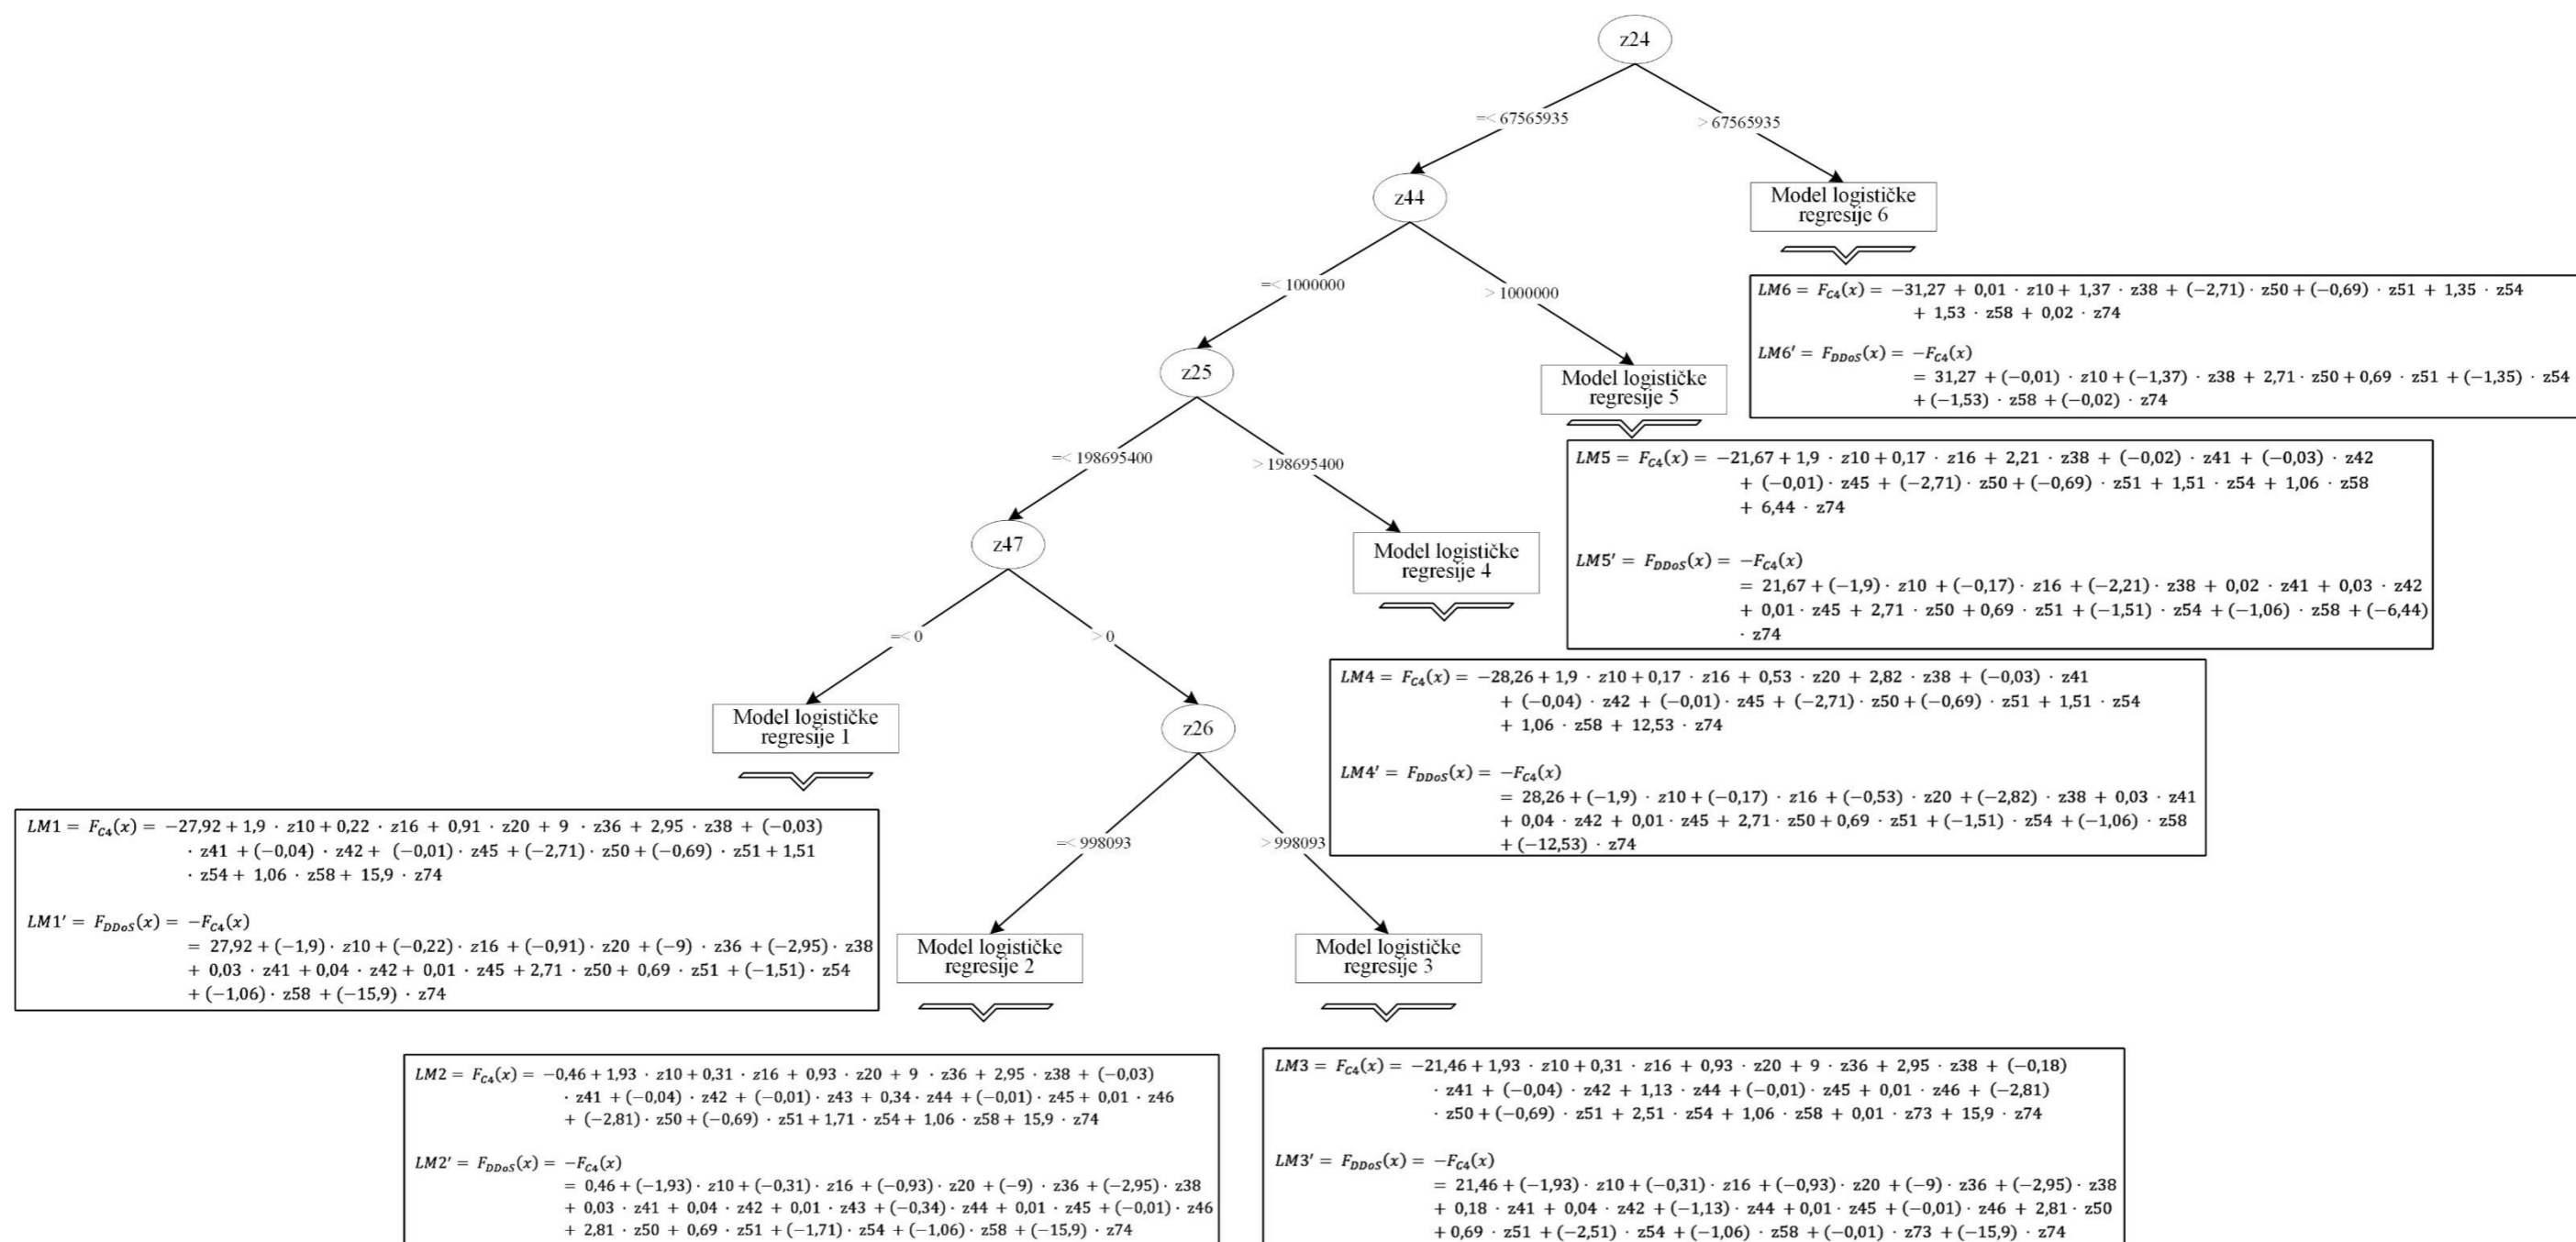 z24
=< 67565935
> 67565935
z44
Model logističke
regresije 6
=< 1000000
> 1000000
LM6 = F_C4(x) = −31,27 + 0,01 · z10 + 1,37 · z38 + (−2,71) · z50 + (−0,69) · z51 + 1,35 · z54
+ 1,53 · z58 + 0,02 · z74
LM6′ = F_DDoS(x) = −F_C4(x)
= 31,27 + (−0,01) · z10 + (−1,37) · z38 + 2,71 · z50 + 0,69 · z51 + (−1,35) · z54
+ (−1,53) · z58 + (−0,02) · z74
z25
Model logističke
regresije 5
=< 198695400
> 198695400
LM5 = F_C4(x) = −21,67 + 1,9 · z10 + 0,17 · z16 + 2,21 · z38 + (−0,02) · z41 + (−0,03) · z42
+ (−0,01) · z45 + (−2,71) · z50 + (−0,69) · z51 + 1,51 · z54 + 1,06 · z58
+ 6,44 · z74
LM5′ = F_DDoS(x) = −F_C4(x)
= 21,67 + (−1,9) · z10 + (−0,17) · z16 + (−2,21) · z38 + 0,02 · z41 + 0,03 · z42
+ 0,01 · z45 + 2,71 · z50 + 0,69 · z51 + (−1,51) · z54 + (−1,06) · z58 + (−6,44)
· z74
z47
Model logističke
regresije 4
=< 0
> 0
LM4 = F_C4(x) = −28,26 + 1,9 · z10 + 0,17 · z16 + 0,53 · z20 + 2,82 · z38 + (−0,03) · z41
+ (−0,04) · z42 + (−0,01) · z45 + (−2,71) · z50 + (−0,69) · z51 + 1,51 · z54
+ 1,06 · z58 + 12,53 · z74
LM4′ = F_DDoS(x) = −F_C4(x)
= 28,26 + (−1,9) · z10 + (−0,17) · z16 + (−0,53) · z20 + (−2,82) · z38 + 0,03 · z41
+ 0,04 · z42 + 0,01 · z45 + 2,71 · z50 + 0,69 · z51 + (−1,51) · z54 + (−1,06) · z58
+ (−12,53) · z74
Model logističke
regresije 1
z26
=< 998093
> 998093
LM1 = F_C4(x) = −27,92 + 1,9 · z10 + 0,22 · z16 + 0,91 · z20 + 9 · z36 + 2,95 · z38 + (−0,03)
· z41 + (−0,04) · z42 + (−0,01) · z45 + (−2,71) · z50 + (−0,69) · z51 + 1,51
· z54 + 1,06 · z58 + 15,9 · z74
LM1′ = F_DDoS(x) = −F_C4(x)
= 27,92 + (−1,9) · z10 + (−0,22) · z16 + (−0,91) · z20 + (−9) · z36 + (−2,95) · z38
+ 0,03 · z41 + 0,04 · z42 + 0,01 · z45 + 2,71 · z50 + 0,69 · z51 + (−1,51) · z54
+ (−1,06) · z58 + (−15,9) · z74
Model logističke
regresije 2
Model logističke
regresije 3
LM2 = F_C4(x) = −0,46 + 1,93 · z10 + 0,31 · z16 + 0,93 · z20 + 9 · z36 + 2,95 · z38 + (−0,03)
· z41 + (−0,04) · z42 + (−0,01) · z43 + 0,34 · z44 + (−0,01) · z45 + 0,01 · z46
+ (−2,81) · z50 + (−0,69) · z51 + 1,71 · z54 + 1,06 · z58 + 15,9 · z74
LM2′ = F_DDoS(x) = −F_C4(x)
= 0,46 + (−1,93) · z10 + (−0,31) · z16 + (−0,93) · z20 + (−9) · z36 + (−2,95) · z38
+ 0,03 · z41 + 0,04 · z42 + 0,01 · z43 + (−0,34) · z44 + 0,01 · z45 + (−0,01) · z46
+ 2,81 · z50 + 0,69 · z51 + (−1,71) · z54 + (−1,06) · z58 + (−15,9) · z74
LM3 = F_C4(x) = −21,46 + 1,93 · z10 + 0,31 · z16 + 0,93 · z20 + 9 · z36 + 2,95 · z38 + (−0,18)
· z41 + (−0,04) · z42 + 1,13 · z44 + (−0,01) · z45 + 0,01 · z46 + (−2,81)
· z50 + (−0,69) · z51 + 2,51 · z54 + 1,06 · z58 + 0,01 · z73 + 15,9 · z74
LM3′ = F_DDoS(x) = −F_C4(x)
= 21,46 + (−1,93) · z10 + (−0,31) · z16 + (−0,93) · z20 + (−9) · z36 + (−2,95) · z38
+ 0,18 · z41 + 0,04 · z42 + (−1,13) · z44 + 0,01 · z45 + (−0,01) · z46 + 2,81 · z50
+ 0,69 · z51 + (−2,51) · z54 + (−1,06) · z58 + (−0,01) · z73 + (−15,9) · z74